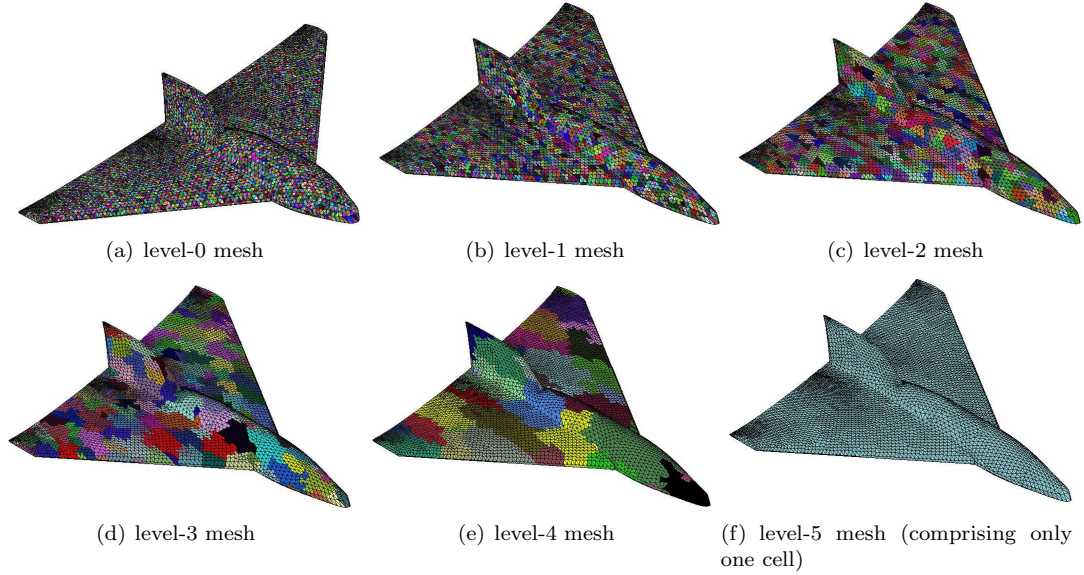 (a) level-0 mesh
(b) level-1 mesh
(c) level-2 mesh
(d) level-3 mesh
(e) level-4 mesh
(f) level-5 mesh (comprising only
one cell)